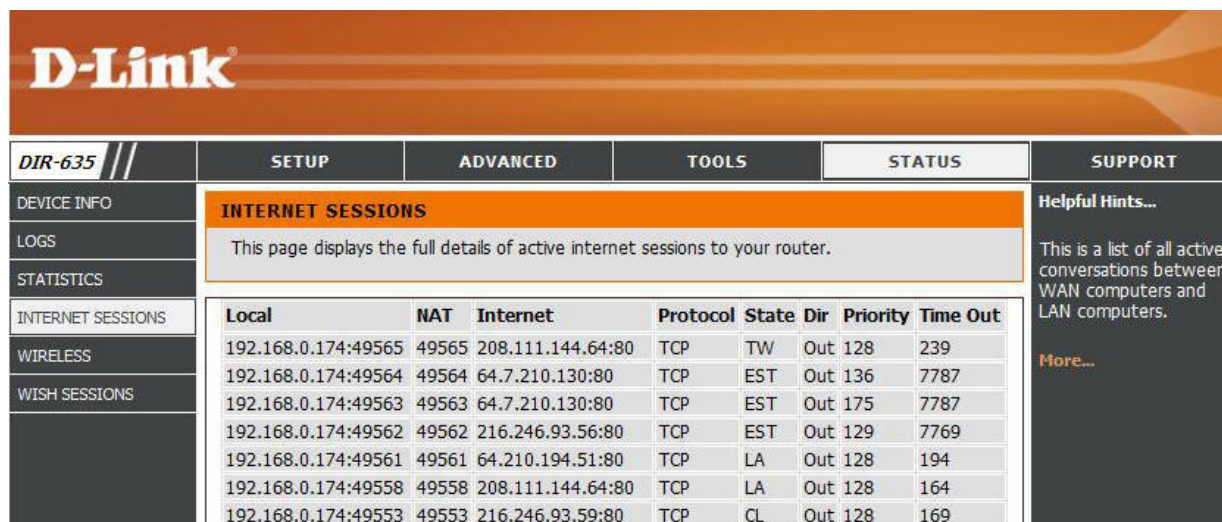 D-Link®
DIR-635 SETUP ADVANCED TOOLS STATUS SUPPORT
DEVICE INFO
LOGS
STATISTICS
INTERNET SESSIONS
WIRELESS
WISH SESSIONS
INTERNET SESSIONS
This page displays the full details of active internet sessions to your router.
Local NAT Internet Protocol State Dir Priority Time Out
192.168.0.174:49565 49565 208.111.144.64:80 TCP TW Out 128 239
192.168.0.174:49564 49564 64.7.210.130:80 TCP EST Out 136 7787
192.168.0.174:49563 49563 64.7.210.130:80 TCP EST Out 175 7787
192.168.0.174:49562 49562 216.246.93.56:80 TCP EST Out 129 7769
192.168.0.174:49561 49561 64.210.194.51:80 TCP LA Out 128 194
192.168.0.174:49558 49558 208.111.144.64:80 TCP LA Out 128 164
192.168.0.174:49553 49553 216.246.93.59:80 TCP CL Out 128 169
Helpful Hints...
This is a list of all active
conversations between
WAN computers and
LAN computers.
More...